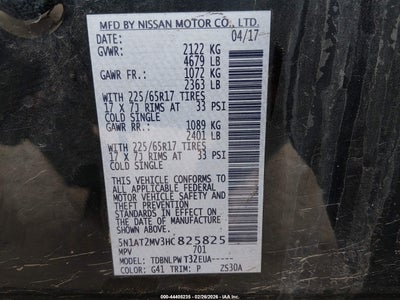 MFD BY NISSAN MOTOR CO., LTD.
DATE: 04/17
GVWR: 2122 KG
4679 LB
GAWR FR: 1072 KG
2363 LB
WITH 225/65R17 TIRES
17 X 7J RIMS AT 33 PSI
COLD SINGLE
GAWR RR: 1089 KG
2401 LB
WITH 225/65R17 TIRES
17 X 7J RIMS AT 33 PSI
COLD SINGLE
THIS VEHICLE CONFORMS TO
ALL APPLICABLE FEDERAL
MOTOR VEHICLE SAFETY AND
THEFT PREVENTION
STANDARDS IN EFFECT ON
THE DATE OF MANUFACTURE
SHOWN ABOVE.
5N1AT2MV3HC825825
MPV 701
MODEL: TDBNLPW T32EUA-----
COLOR: G41 TRIM: P ZS3DA
000-44408235 - 02/26/2026 - IAAI